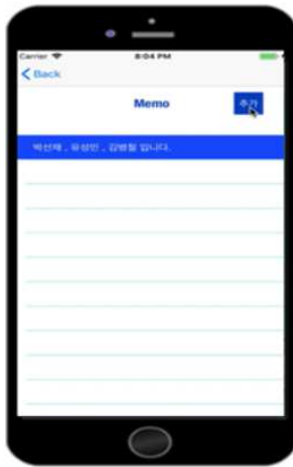 Carrier 8:04 PM
Back
Memo
추가
박선재 , 유성민 , 김병철 입니다.